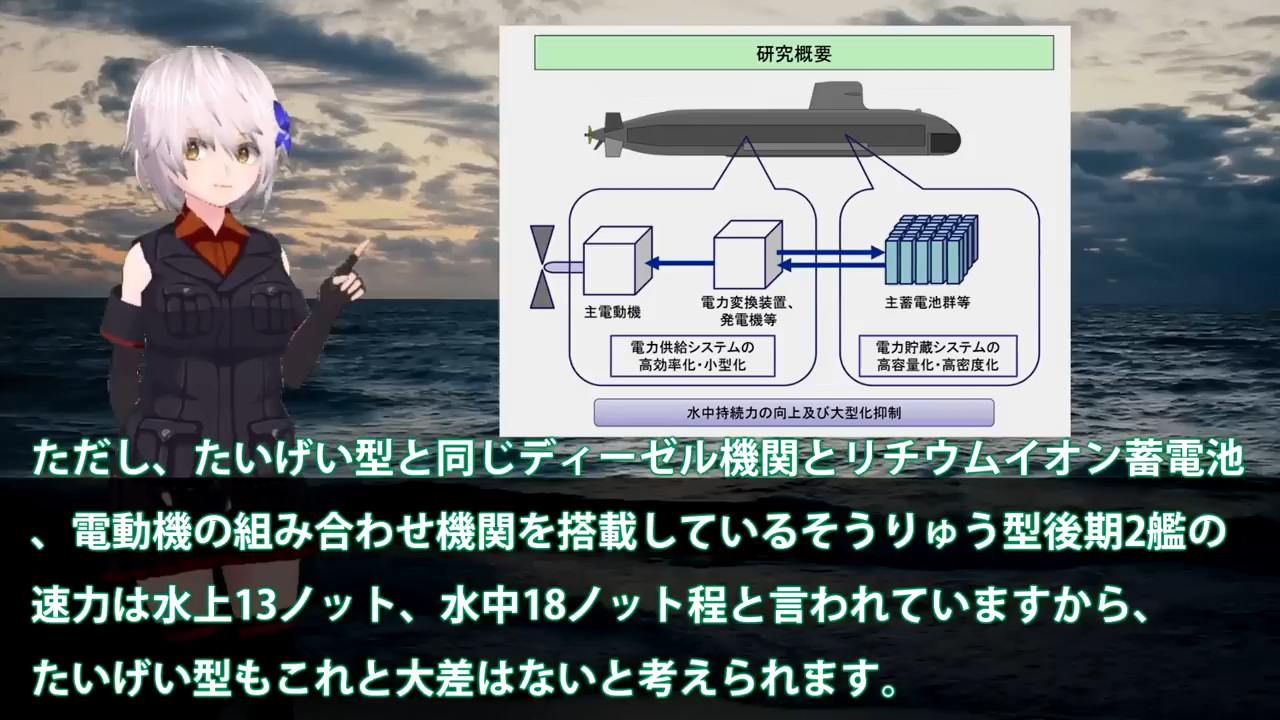 研究概要
主電動機
電力変換装置、
発電機等
主蓄電池群等
電力供給システムの
高効率化・小型化
電力貯蔵システムの
高容量化・高密度化
水中持続力の向上及び大型化抑制
ただし、たいげい型と同じディーゼル機関とリチウムイオン蓄電池
、電動機の組み合わせ機関を搭載しているそうりゅう型後期2艦の
速力は水上13ノット、水中18ノット程と言われていますから、
たいげい型もこれと大差はないと考えられます。